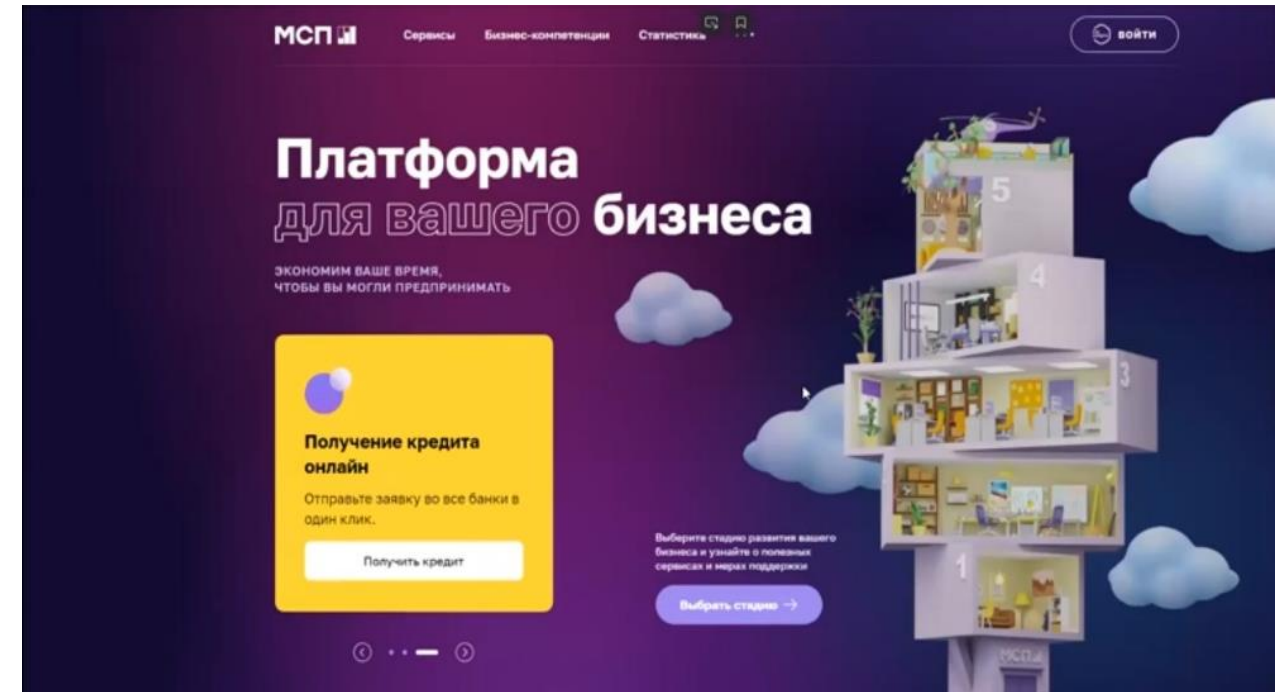 МСП
Сервисы
Бизнес-компетенции
Статистика
ВОЙТИ
Платформа
для вашего бизнеса
ЭКОНОМИМ ВАШЕ ВРЕМЯ,
ЧТОБЫ ВЫ МОГЛИ ПРЕДПРИНИМАТЬ
Получение кредита
онлайн
Отправьте заявку во все банки в
один клик.
Получить кредит
Выберите стадию развития вашего
бизнеса и узнайте о полезных
сервисах и мерах поддержки
Выбрать стадию →
5
4
3
1
МСП